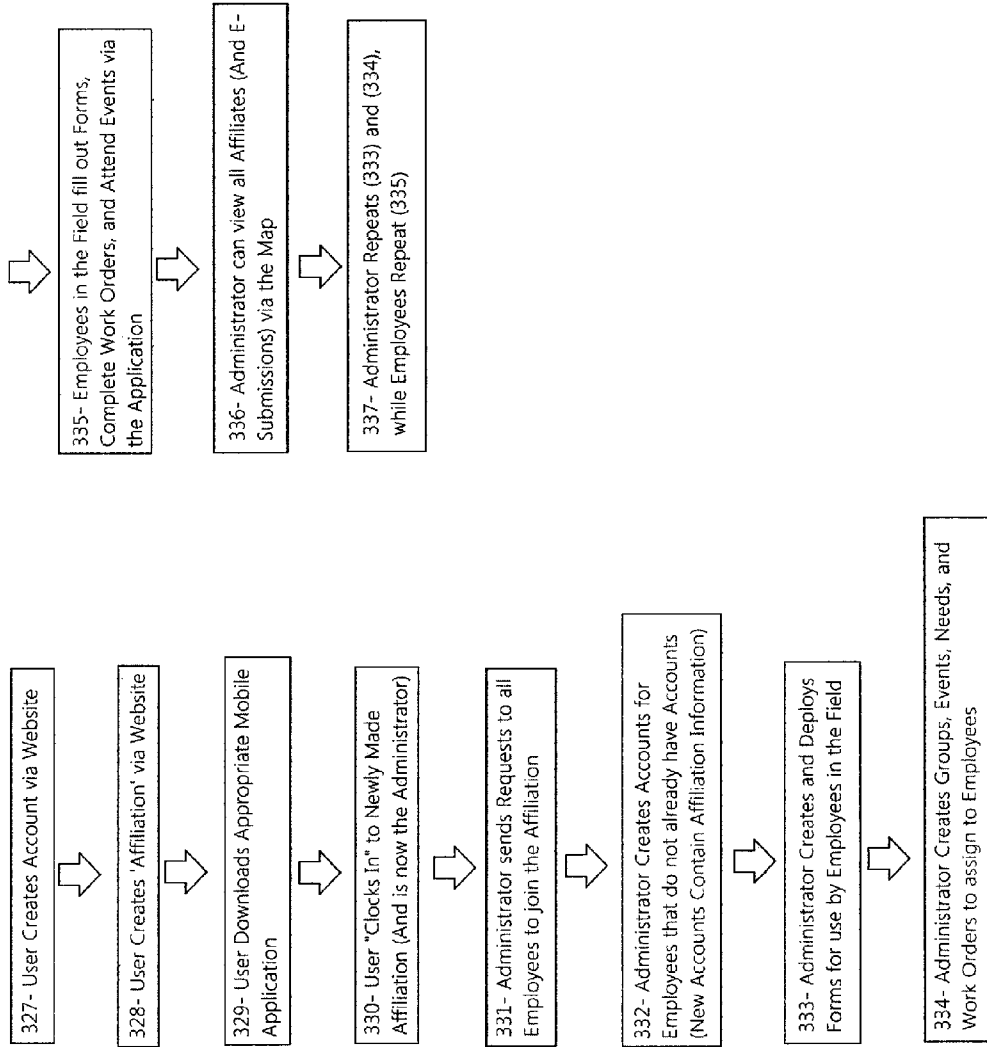 327- User Creates Account via Website
328- User Creates 'Affiliation' via Website
329- User Downloads Appropriate Mobile
Application
330- User "Clocks In" to Newly Made
Affiliation (And is now the Administrator)
331- Administrator sends Requests to all
Employees to join the Affiliation
332- Administrator Creates Accounts for
Employees that do not already have Accounts
(New Accounts Contain Affiliation Information)
333- Administrator Creates and Deploys
Forms for use by Employees in the Field
334- Administrator Creates Groups, Events, Needs, and
Work Orders to assign to Employees
335- Employees in the Field fill out Forms,
Complete Work Orders, and Attend Events via
the Application
336- Administrator can view all Affiliates (And E-
Submissions) via the Map
337- Administrator Repeats (333) and (334),
while Employees Repeat (335)